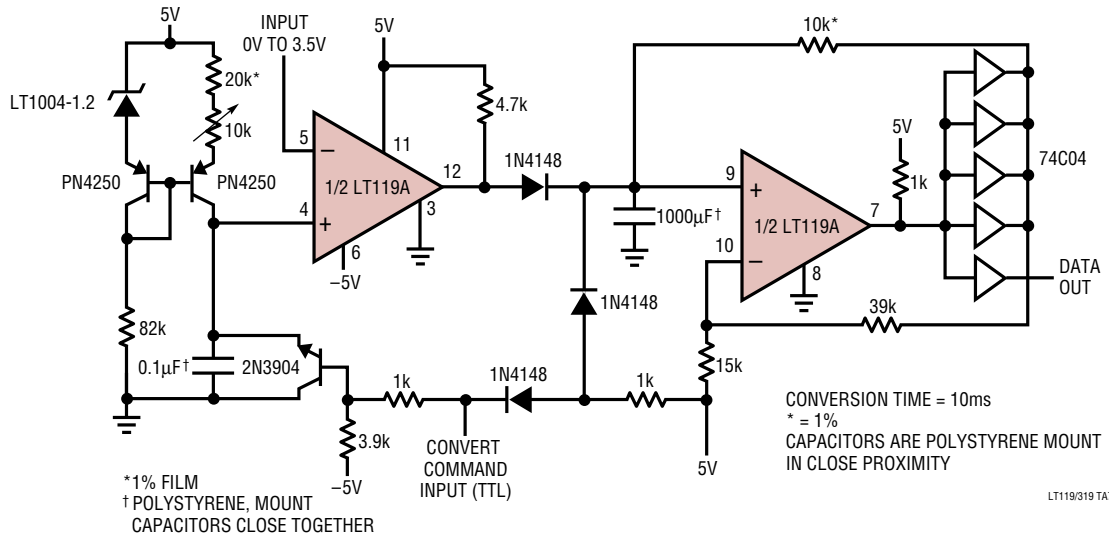 5V
INPUT
0V TO 3.5V
5V
10k*
20k*
LT1004-1.2
10k
4.7k
5
11
5V
74C04
PN4250
PN4250
1/2 LT119A
12
1N4148
9
1k
4
3
1000µF†
1/2 LT119A
7
6
–5V
10
8
DATA
OUT
1N4148
39k
82k
0.1µF†
2N3904
1k
1N4148
1k
15k
3.9k
CONVERT
COMMAND
INPUT (TTL)
5V
–5V
CONVERSION TIME = 10ms
* = 1%
CAPACITORS ARE POLYSTYRENE MOUNT
IN CLOSE PROXIMITY
*1% FILM
† POLYSTYRENE, MOUNT
CAPACITORS CLOSE TOGETHER